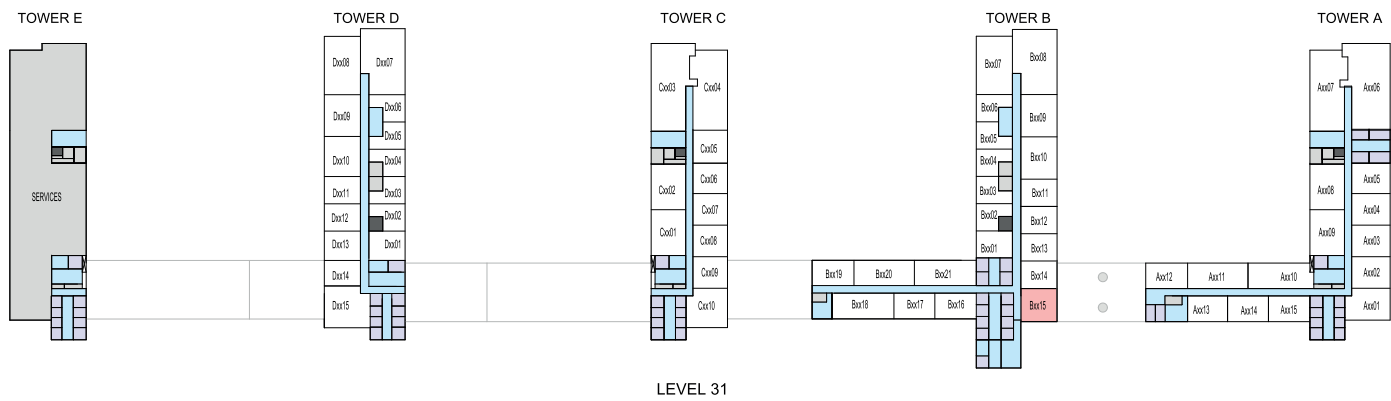 TOWER E
TOWER D
TOWER C
TOWER B
TOWER A
SERVICES
Dxx08
Dxx07
Dxx09
Dxx06
Dxx05
Dxx10
Dxx04
Dxx11
Dxx03
Dxx12
Dxx02
Dxx13
Dxx01
Dxx14
Dxx15
Cxx03
Cxx04
Cxx05
Cxx02
Cxx06
Cxx07
Cxx01
Cxx08
Cxx09
Cxx10
Bxx07
Bxx08
Bxx06
Bxx09
Bxx05
Bxx04
Bxx10
Bxx03
Bxx11
Bxx02
Bxx12
Bxx01
Bxx13
Bxx19
Bxx20
Bxx21
Bxx14
Bxx18
Bxx17
Bxx16
Bxx15
Axx07
Axx06
Axx08
Axx05
Axx04
Axx09
Axx03
Axx12
Axx11
Axx10
Axx02
Axx13
Axx14
Axx15
Axx01
LEVEL 31